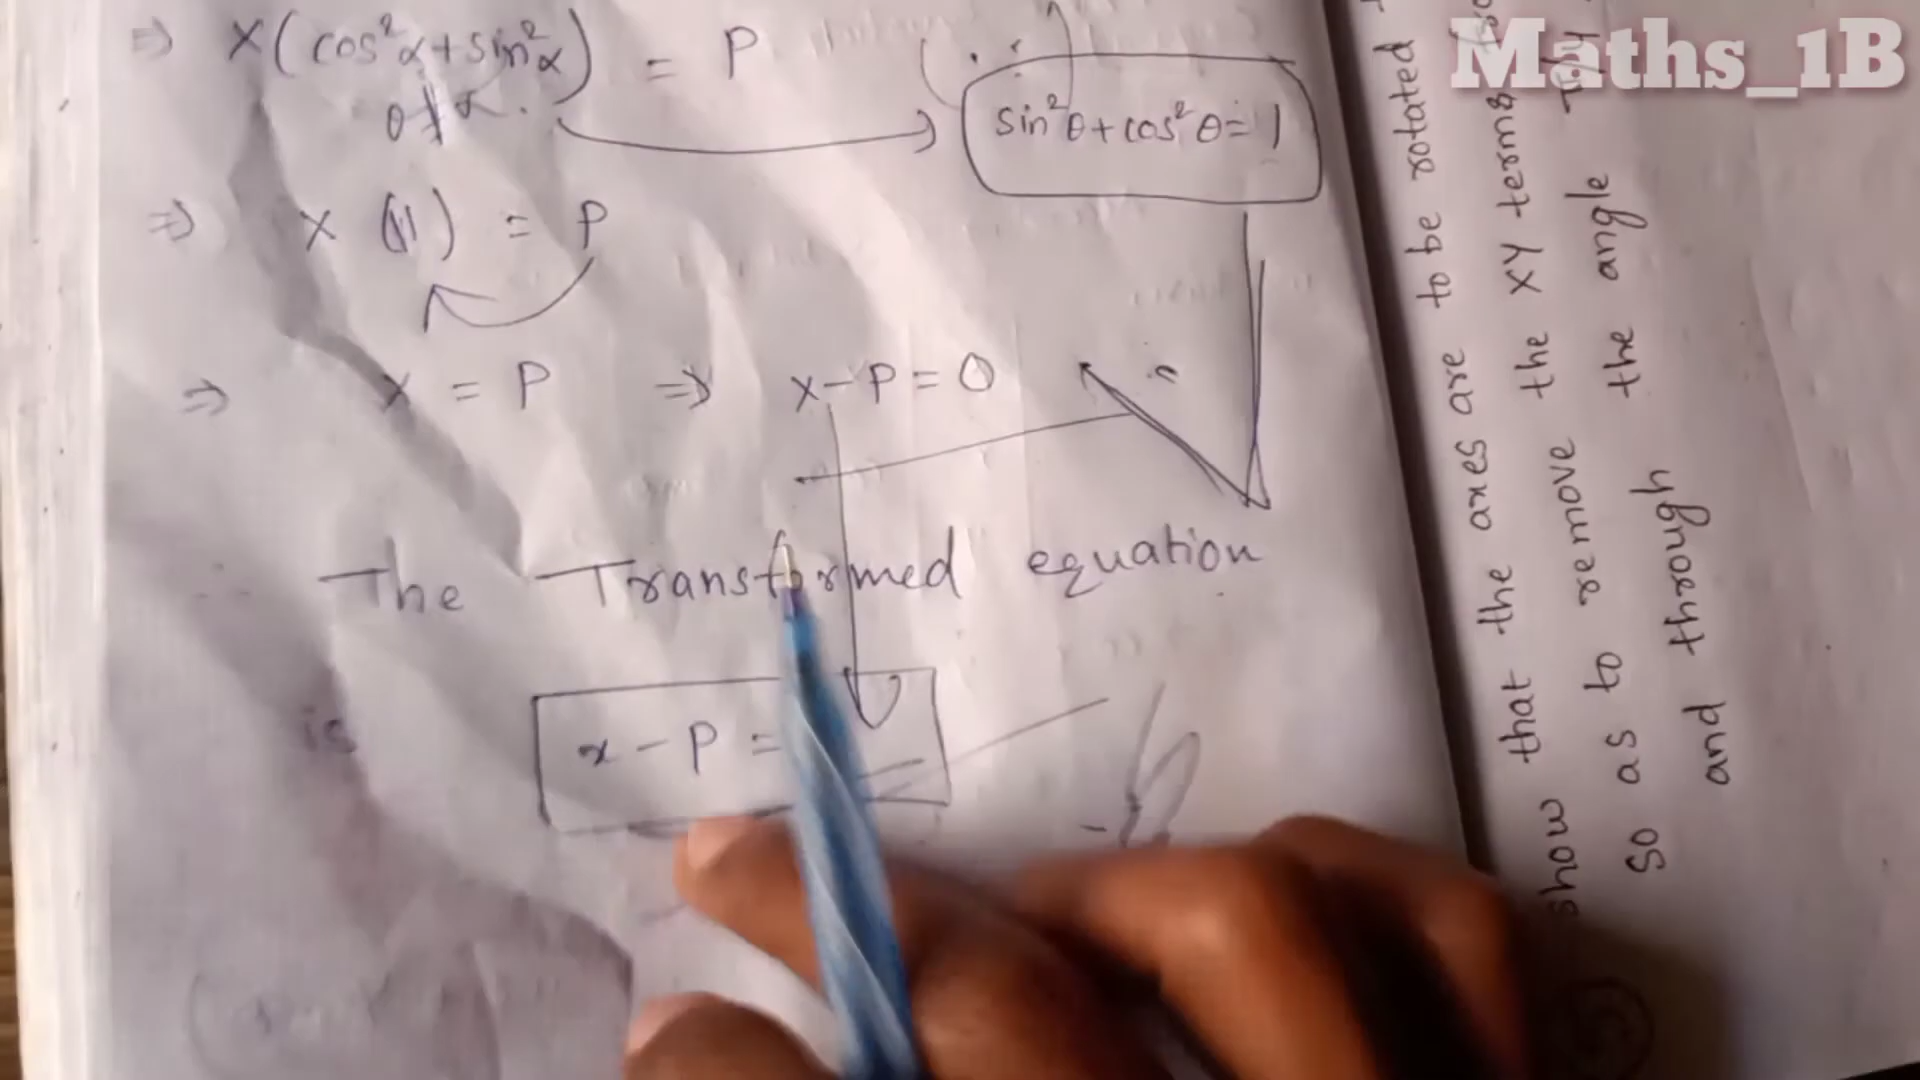 Maths_1B
⇒ X(cos²α+sin²α) = P
sin²θ+cos²θ=1
⇒ X (1) = P
⇒ X = P ⇒ X-P=0
∴ The Transformed equation
is x-P=
show that the axes are to be rotated
so as to remove the XY terms
and through the angle